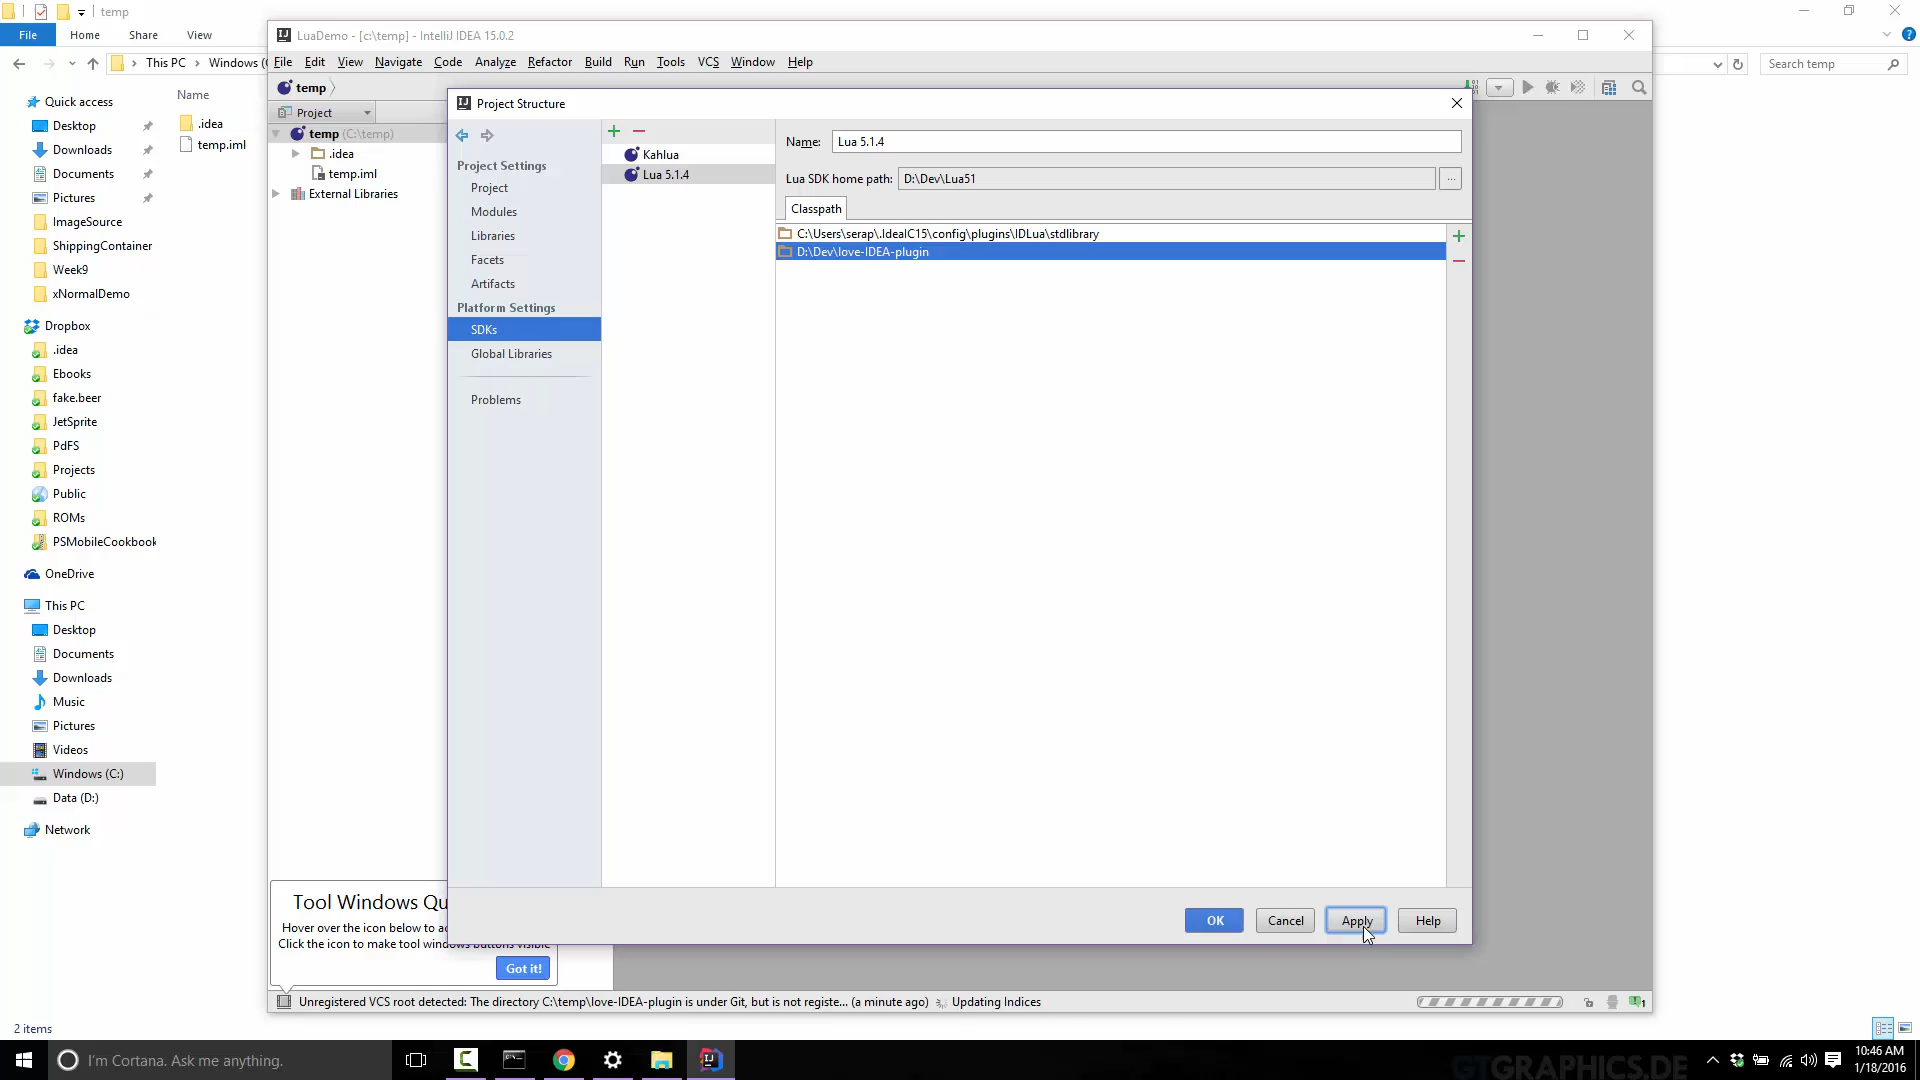 temp
File
Home
Share
View
This PC
Windows (
Search temp
Quick access
Desktop
Downloads
Documents
Pictures
ImageSource
ShippingContainer
Week9
xNormalDemo
Dropbox
.idea
Ebooks
fake.beer
JetSprite
PdFS
Projects
Public
ROMs
PSMobileCookbook
OneDrive
This PC
Desktop
Documents
Downloads
Music
Pictures
Videos
Windows (C:)
Data (D:)
Network
2 items
Name
.idea
temp.iml
LuaDemo - [c:\temp] - IntelliJ IDEA 15.0.2
File Edit View Navigate Code Analyze Refactor Build Run Tools VCS Window Help
temp
Project
temp (C:\temp)
.idea
temp.iml
External Libraries
Project Structure
Project Settings
Project
Modules
Libraries
Facets
Artifacts
Platform Settings
SDKs
Global Libraries
Problems
Kahlua
Lua 5.1.4
Name: Lua 5.1.4
Lua SDK home path: D:\Dev\Lua51
...
Classpath
C:\Users\serap\.IdeaIC15\config\plugins\IDLua\stdlibrary
D:\Dev\love-IDEA-plugin
OK
Cancel
Apply
Help
Tool Windows Qu
Hover over the icon below to ac
Click the icon to make tool windows buttons visible
Got it!
Unregistered VCS root detected: The directory C:\temp\love-IDEA-plugin is under Git, but is not registe... (a minute ago)
Updating Indices
1
I'm Cortana. Ask me anything.
GTGRAPHICS.DE
10:46 AM
1/18/2016